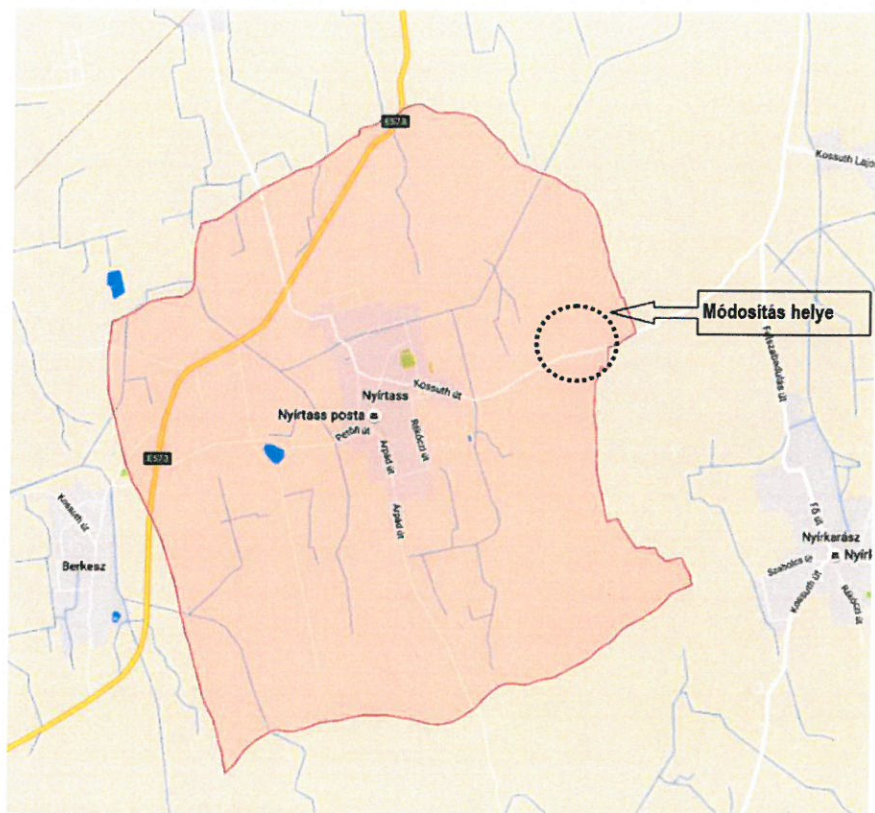 E573
Kossuth Lajos
Módosítás helye
Felszabadulás út
Kossuth út
Nyírtass
Nyírtass posta
Petőfi út
Rákóczi út
Árpád út
E573
Árpád út
Kossuth út
Berkesz
Fő út
Nyírkarász
Nyírk
Szabolcs út
Kossuth út
Rákóczi út